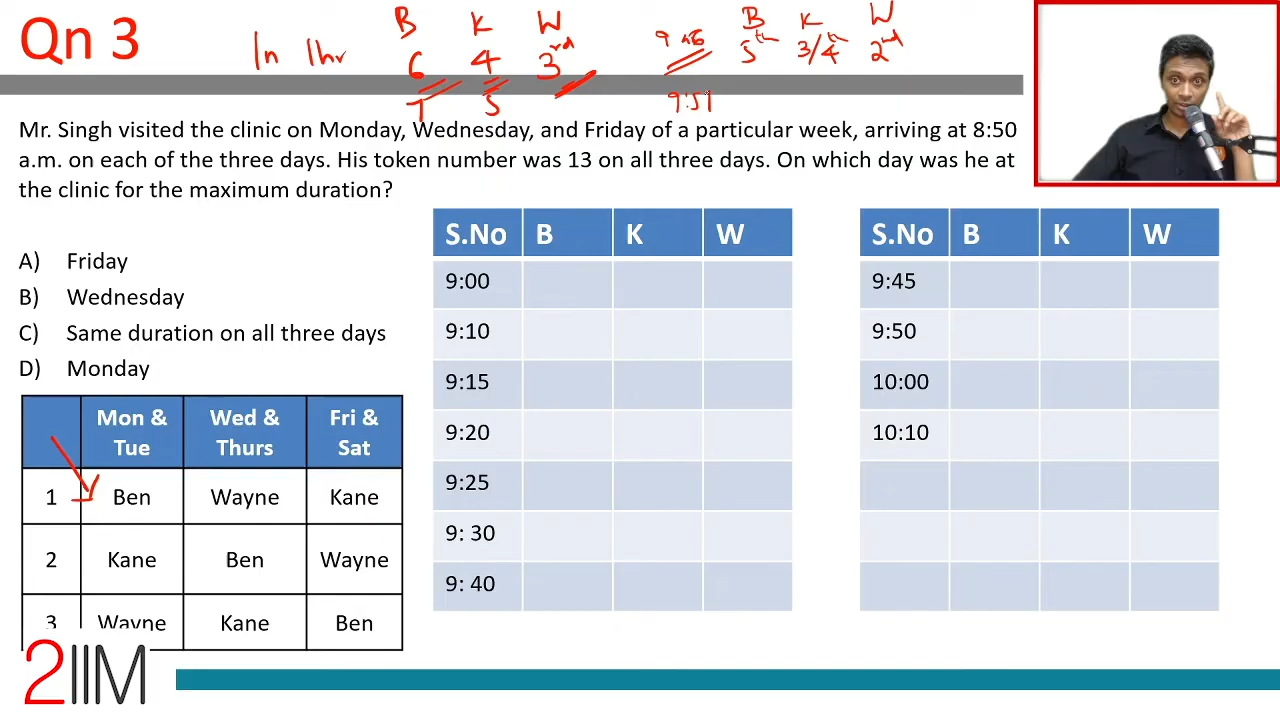 Qn 3
In 1hr
B K W
6 4 3rd
7 5
9:45
B K W
5th 3/4th 2nd
9:51
Mr. Singh visited the clinic on Monday, Wednesday, and Friday of a particular week, arriving at 8:50
a.m. on each of the three days. His token number was 13 on all three days. On which day was he at
the clinic for the maximum duration?
A) Friday
B) Wednesday
C) Same duration on all three days
D) Monday
Mon & Wed & Fri &
Tue Thurs Sat
1 Ben Wayne Kane
2 Kane Ben Wayne
3 Wayne Kane Ben
S.No B K W
9:00
9:10
9:15
9:20
9:25
9: 30
9: 40
S.No B K W
9:45
9:50
10:00
10:10
2IIM